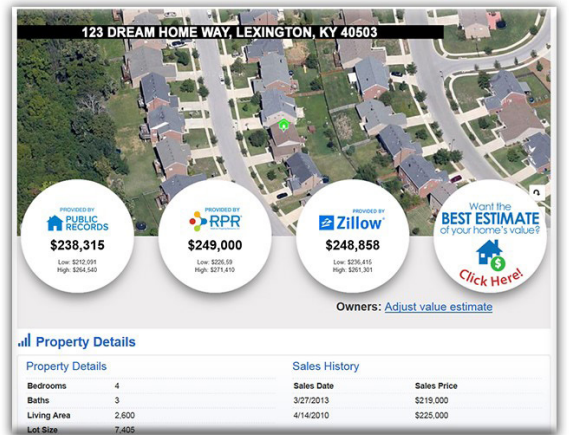 123 DREAM HOME WAY, LEXINGTON, KY 40503
PROVIDED BY
PUBLIC
RECORDS
$238,315
Low: $212,091
High: $264,540
PROVIDED BY
RPR
$249,000
Low: $226,59
High: $271,410
PROVIDED BY
Zillow
$248,858
Low: $236,415
High: $261,301
Want the
BEST ESTIMATE
of your home's value?
$
Click Here!
Owners: Adjust value estimate
Property Details
Property Details
Bedrooms 4
Baths 3
Living Area 2,600
Lot Size 7,405
Sales History
Sales Date Sales Price
3/27/2013 $219,000
4/14/2010 $225,000